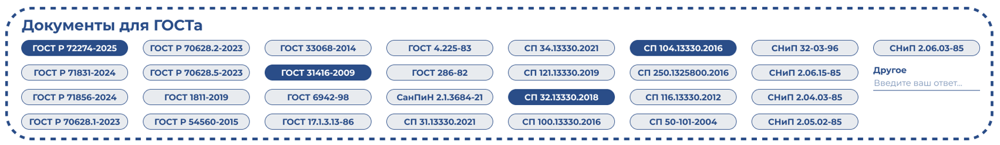 Документы для ГОСТа
ГОСТ Р 72274-2025 ГОСТ Р 70628.2-2023 ГОСТ 33068-2014 ГОСТ 4.225-83 СП 34.13330.2021 СП 104.13330.2016 СНиП 32-03-96 СНиП 2.06.03-85
ГОСТ Р 71831-2024 ГОСТ Р 70628.5-2023 ГОСТ 31416-2009 ГОСТ 286-82 СП 121.13330.2019 СП 250.1325800.2016 СНиП 2.06.15-85 Другое
Введите ваш ответ...
ГОСТ Р 71856-2024 ГОСТ 1811-2019 ГОСТ 6942-98 СанПиН 2.1.3684-21 СП 32.13330.2018 СП 116.13330.2012 СНиП 2.04.03-85
ГОСТ Р 70628.1-2023 ГОСТ Р 54560-2015 ГОСТ 17.1.3.13-86 СП 31.13330.2021 СП 100.13330.2016 СП 50-101-2004 СНиП 2.05.02-85